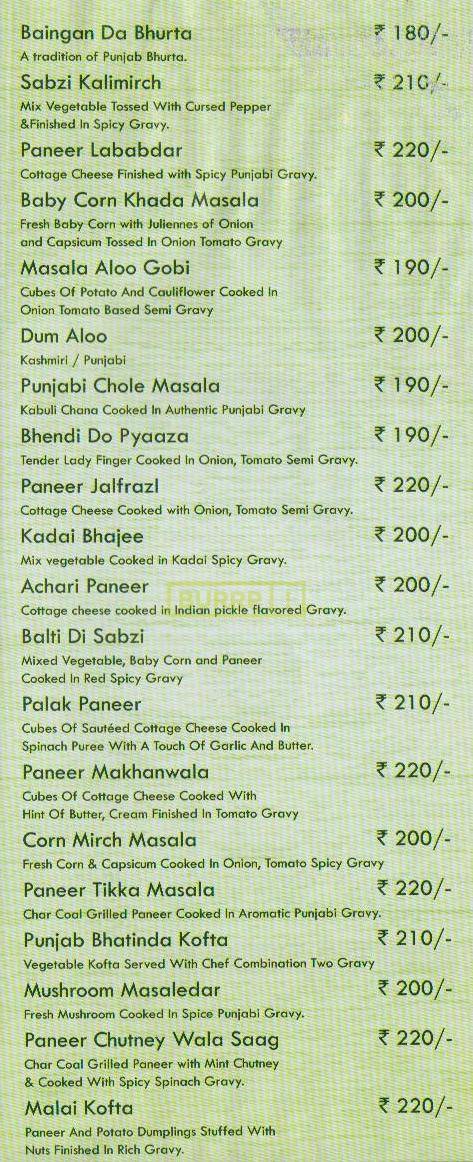 Baingan Da Bhurta ₹ 180/-
A tradition of Punjab Bhurta.
Sabzi Kalimirch ₹ 210/-
Mix Vegetable Tossed With Cursed Pepper
&Finished In Spicy Gravy.
Paneer Lababdar ₹ 220/-
Cottage Cheese Finished with Spicy Punjabi Gravy.
Baby Corn Khada Masala ₹ 200/-
Fresh Baby Corn with Juliennes of Onion
and Capsicum Tossed In Onion Tomato Gravy
Masala Aloo Gobi ₹ 190/-
Cubes Of Potato And Cauliflower Cooked In
Onion Tomato Based Semi Gravy
Dum Aloo ₹ 200/-
Kashmiri / Punjabi
Punjabi Chole Masala ₹ 190/-
Kabuli Chana Cooked In Authentic Punjabi Gravy
Bhendi Do Pyaaza ₹ 190/-
Tender Lady Finger Cooked In Onion, Tomato Semi Gravy.
Paneer Jalfrazl ₹ 220/-
Cottage Cheese Cooked with Onion, Tomato Semi Gravy.
Kadai Bhajee ₹ 200/-
Mix vegetable Cooked in Kadai Spicy Gravy.
Achari Paneer ₹ 200/-
Cottage cheese cooked in Indian pickle flavored Gravy.
Balti Di Sabzi ₹ 210/-
Mixed Vegetable, Baby Corn and Paneer
Cooked In Red Spicy Gravy
Palak Paneer ₹ 210/-
Cubes Of Sautéed Cottage Cheese Cooked In
Spinach Puree With A Touch Of Garlic And Butter.
Paneer Makhanwala ₹ 220/-
Cubes Of Cottage Cheese Cooked With
Hint Of Butter, Cream Finished In Tomato Gravy
Corn Mirch Masala ₹ 200/-
Fresh Corn & Capsicum Cooked In Onion, Tomato Spicy Gravy
Paneer Tikka Masala ₹ 220/-
Char Coal Grilled Paneer Cooked In Aromatic Punjabi Gravy.
Punjab Bhatinda Kofta ₹ 210/-
Vegetable Kofta Served With Chef Combination Two Gravy
Mushroom Masaledar ₹ 200/-
Fresh Mushroom Cooked In Spice Punjabi Gravy.
Paneer Chutney Wala Saag ₹ 220/-
Char Coal Grilled Paneer with Mint Chutney
& Cooked With Spicy Spinach Gravy.
Malai Kofta ₹ 220/-
Paneer And Potato Dumplings Stuffed With
Nuts Finished In Rich Gravy.